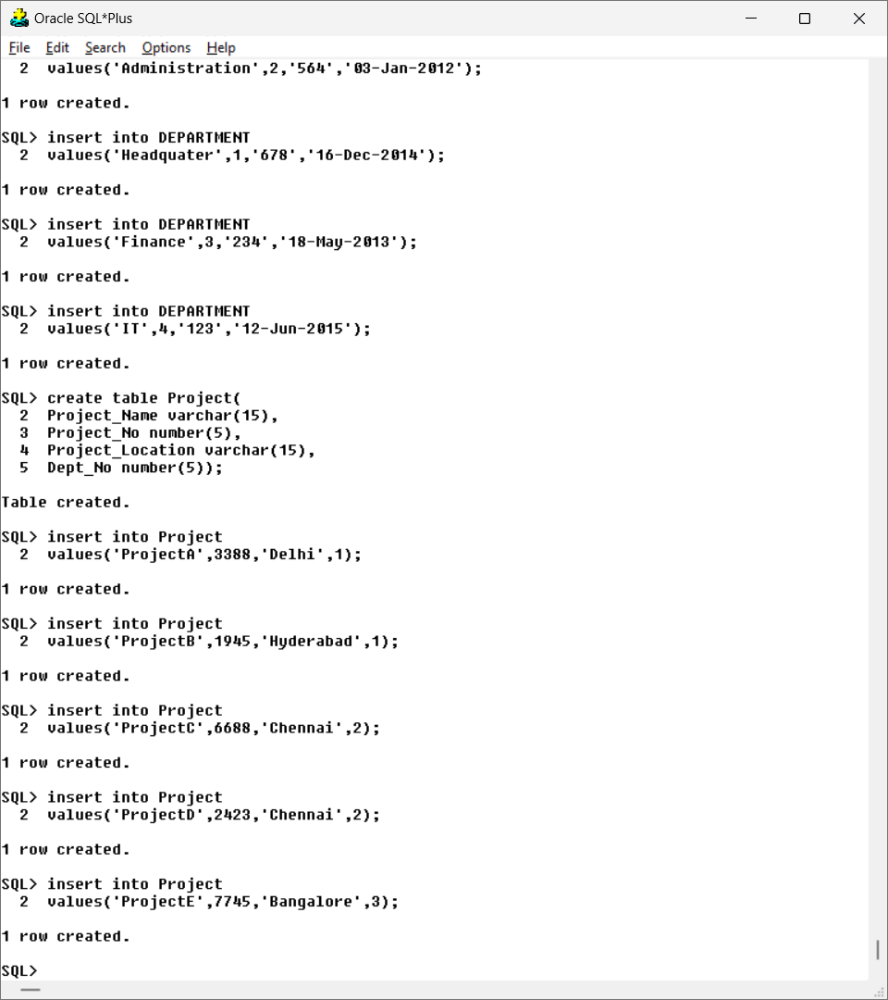 Oracle SQL*Plus
File Edit Search Options Help
2 values('Administration',2,'564','03-Jan-2012');
1 row created.
SQL> insert into DEPARTMENT
2 values('Headquater',1,'678','16-Dec-2014');
1 row created.
SQL> insert into DEPARTMENT
2 values('Finance',3,'234','18-May-2013');
1 row created.
SQL> insert into DEPARTMENT
2 values('IT',4,'123','12-Jun-2015');
1 row created.
SQL> create table Project(
2 Project_Name varchar(15),
3 Project_No number(5),
4 Project_Location varchar(15),
5 Dept_No number(5));
Table created.
SQL> insert into Project
2 values('ProjectA',3388,'Delhi',1);
1 row created.
SQL> insert into Project
2 values('ProjectB',1945,'Hyderabad',1);
1 row created.
SQL> insert into Project
2 values('ProjectC',6688,'Chennai',2);
1 row created.
SQL> insert into Project
2 values('ProjectD',2423,'Chennai',2);
1 row created.
SQL> insert into Project
2 values('ProjectE',7745,'Bangalore',3);
1 row created.
SQL>